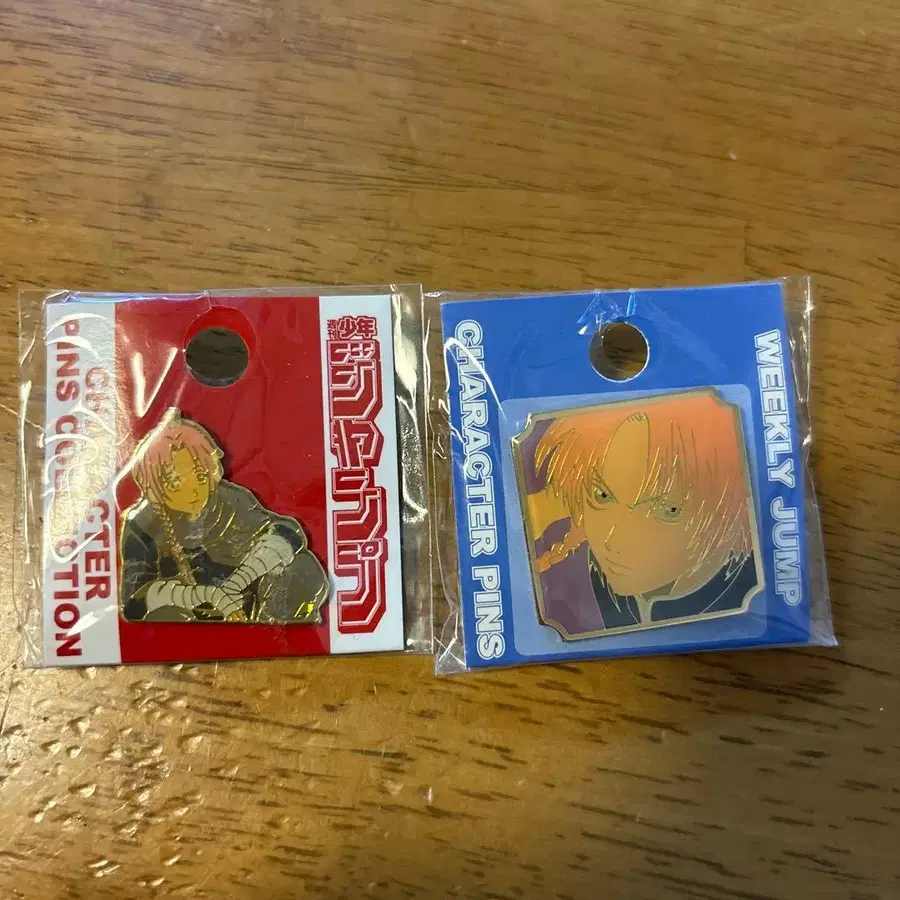 CHARACTER
PINS COLLECTION
週刊少年
ジャンプ
CHARACTER PINS
WEEKLY JUMP